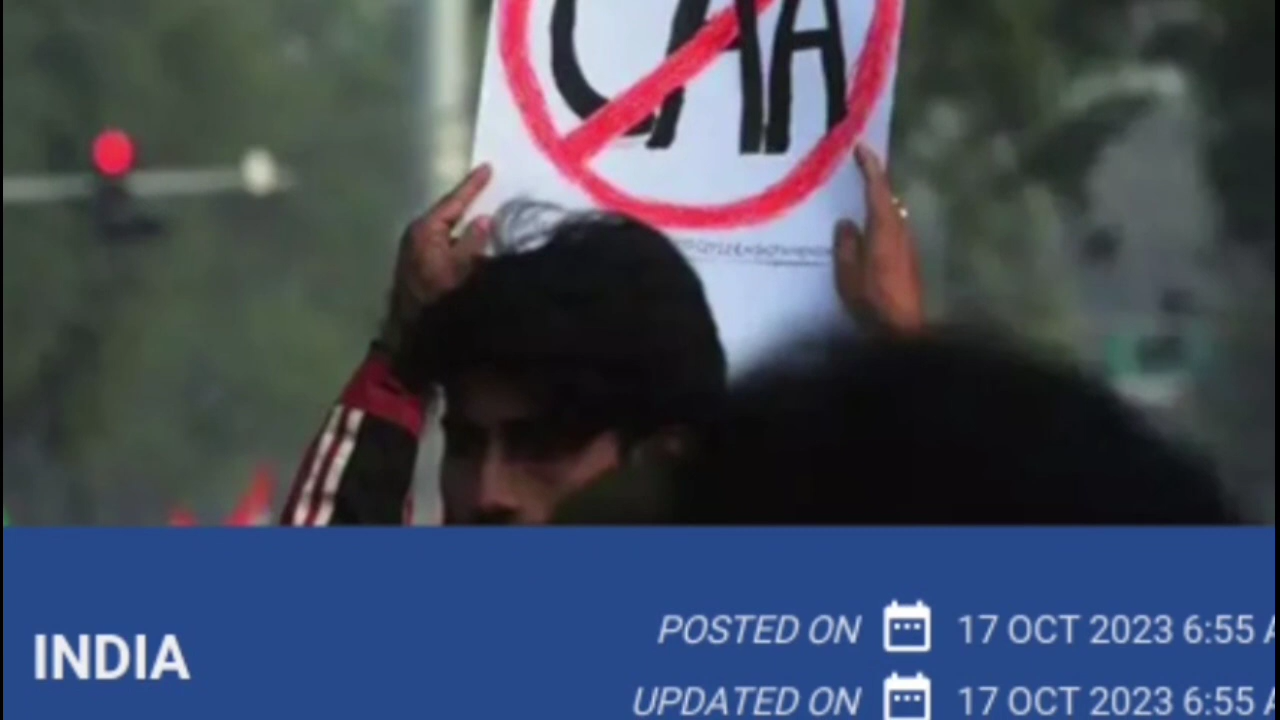 CAA
POSTED ON 17 OCT 2023 6:55 A
INDIA
UPDATED ON 17 OCT 2023 6:55 A